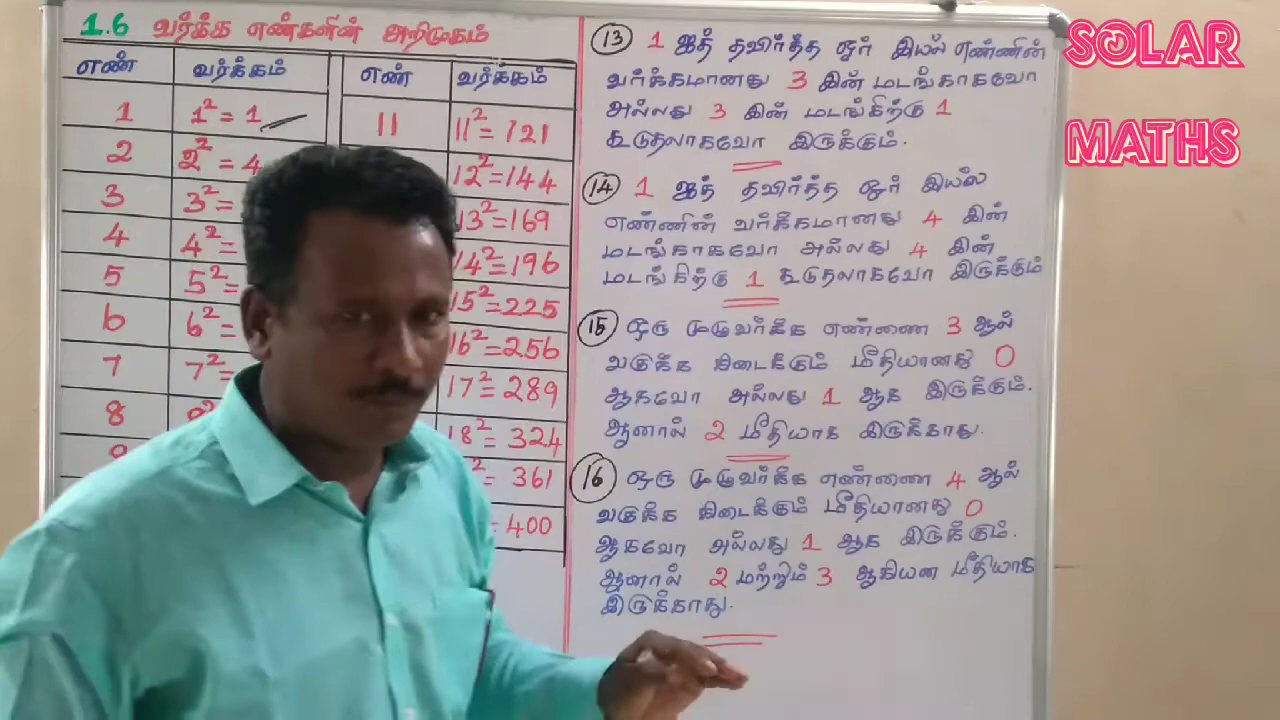 1.6 வர்க்க எண்களின் அறிமுகம்
எண் வர்க்கம் எண் வர்க்கம்
1 1² = 1 11 11² = 121
2 2² = 4 12² = 144
3 3² = 13² = 169
4 4² = 14² = 196
5 5² = 15² = 225
6 6² = 16² = 256
7 7² = 17² = 289
8 18² = 324
² = 361
= 400
13 1 ஐத் தவிர்த்த ஓர் இயல் எண்ணின்
வர்க்கமானது 3 இன் மடங்காகவோ
அல்லது 3 இன் மடங்கிற்கு 1
கூடுதலாகவோ இருக்கும்.
14 1 ஐத் தவிர்த்த ஓர் இயல்
எண்ணின் வர்க்கமானது 4 இன்
மடங்காகவோ அல்லது 4 இன்
மடங்கிற்கு 1 கூடுதலாகவோ இருக்கும்
15 ஒரு முழுவர்க்க எண்ணை 3 ஆல்
வகுக்க கிடைக்கும் மீதியானது 0
ஆகவோ அல்லது 1 ஆக இருக்கும்.
ஆனால் 2 மீதியாக இருக்காது.
16 ஒரு முழுவர்க்க எண்ணை 4 ஆல்
வகுக்க கிடைக்கும் மீதியானது 0
ஆகவோ அல்லது 1 ஆக இருக்கும்.
ஆனால் 2 மற்றும் 3 ஆகியன மீதியாக
இருக்காது.
SOLAR
MATHS